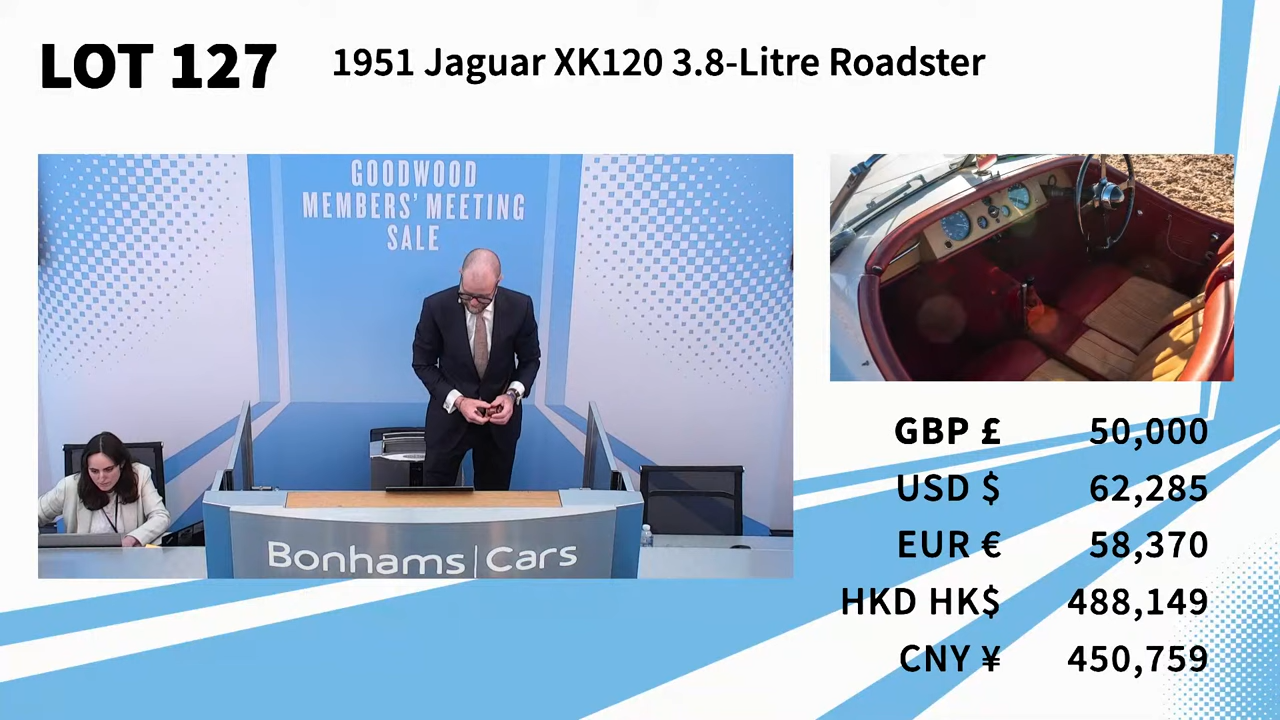 LOT 127
1951 Jaguar XK120 3.8-Litre Roadster
GOODWOOD
MEMBERS' MEETING
SALE
Bonhams | Cars
GBP £ 50,000
USD $ 62,285
EUR € 58,370
HKD HK$ 488,149
CNY ¥ 450,759